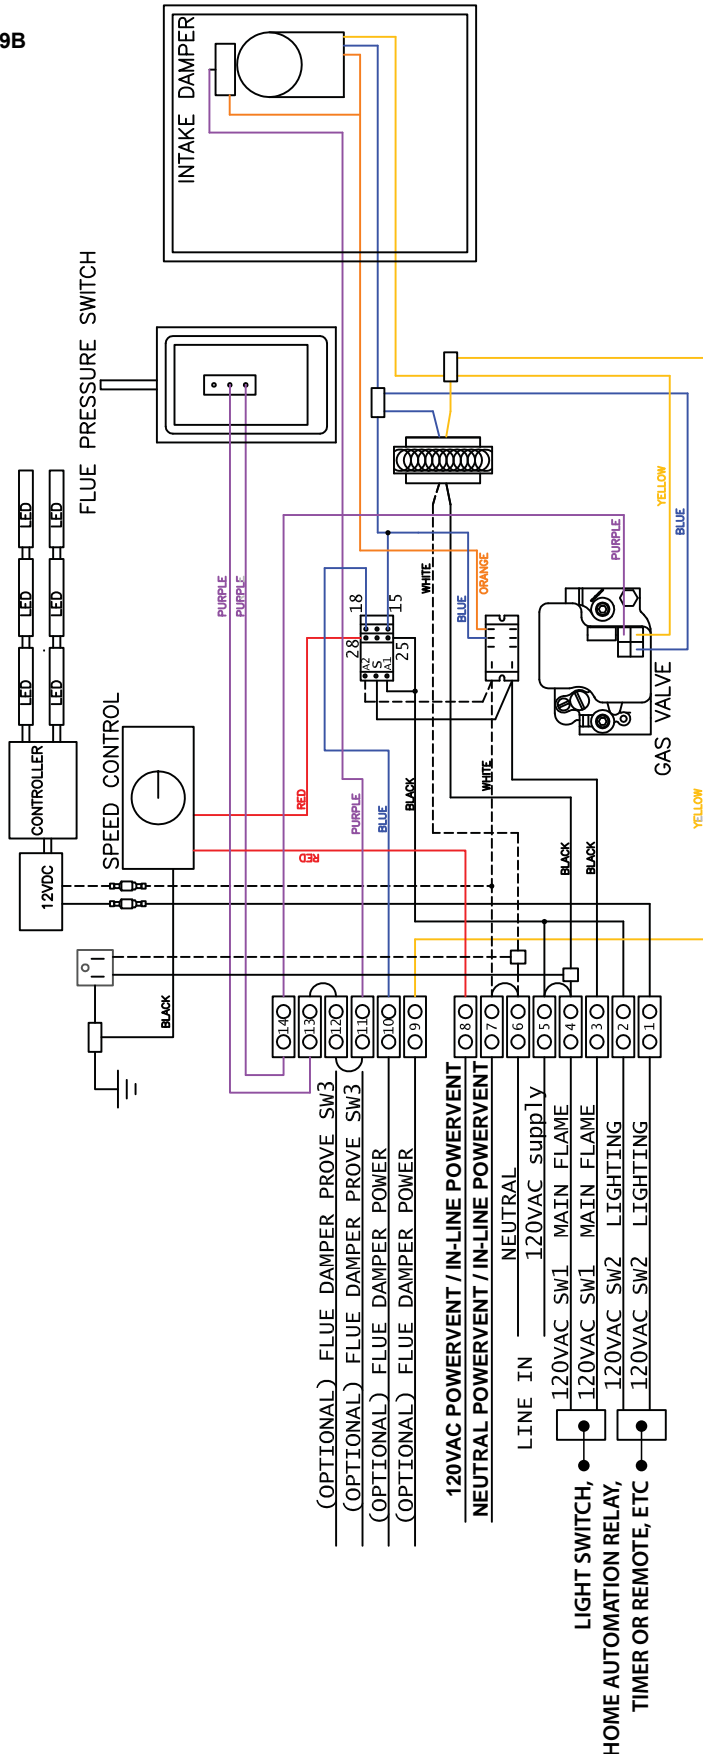 9B
INTAKE DAMPER
FLUE PRESSURE SWITCH
LED
LED
LED
LED
LED
LED
CONTROLLER
12VDC
SPEED CONTROL
PURPLE
PURPLE
18
15
28
25
A2
S
A1
WHITE
BLUE
ORANGE
PURPLE
YELLOW
BLUE
GAS VALVE
YELLOW
RED
RED
PURPLE
BLUE
BLACK
WHITE
BLACK
BLACK
BLACK
14
13
12
11
10
9
8
7
6
5
4
3
2
1
(OPTIONAL) FLUE DAMPER PROVE SW3
(OPTIONAL) FLUE DAMPER PROVE SW3
(OPTIONAL) FLUE DAMPER POWER
(OPTIONAL) FLUE DAMPER POWER
120VAC POWERVENT / IN-LINE POWERVENT
NEUTRAL POWERVENT / IN-LINE POWERVENT
NEUTRAL
LINE IN
120VAC supply
120VAC SW1 MAIN FLAME
120VAC SW1 MAIN FLAME
120VAC SW2 LIGHTING
120VAC SW2 LIGHTING
LIGHT SWITCH,
HOME AUTOMATION RELAY,
TIMER OR REMOTE, ETC